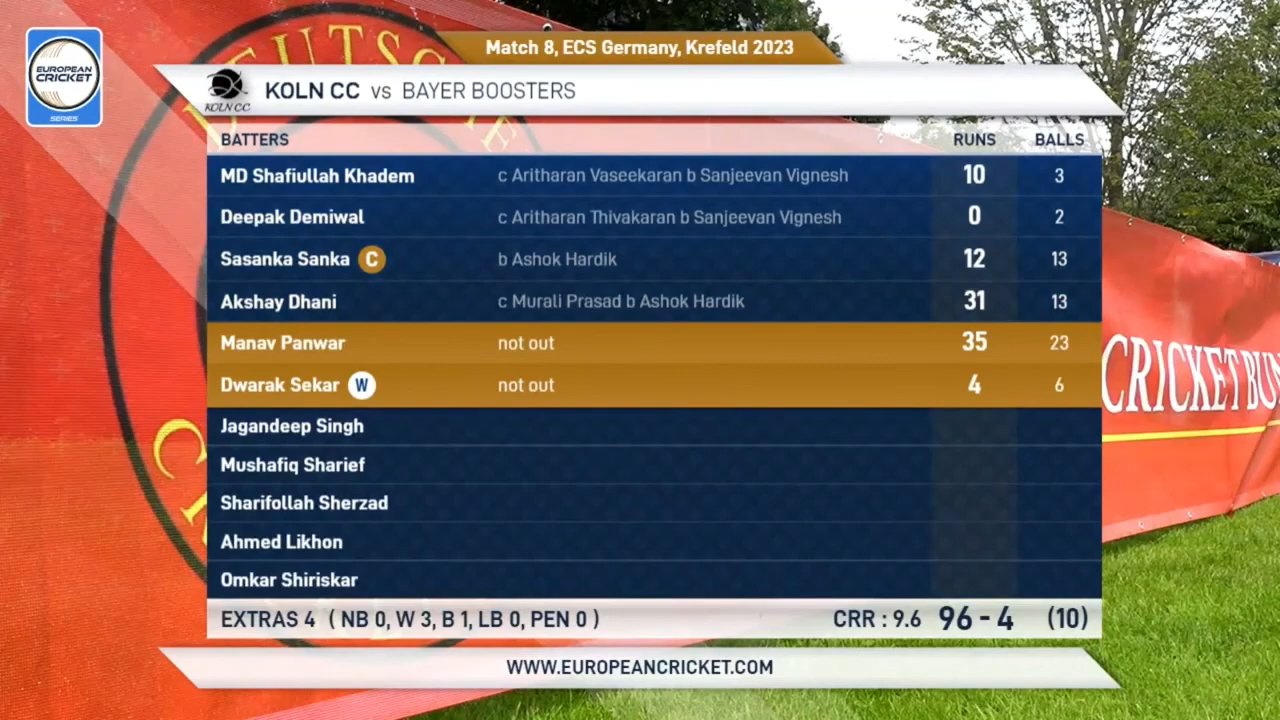 Match 8, ECS Germany, Krefeld 2023
EUROPEAN
CRICKET
SERIES
KOLN CC
KOLN CC vs BAYER BOOSTERS
BATTERS RUNS BALLS
MD Shafiullah Khadem c Aritharan Vaseekaran b Sanjeevan Vignesh 10 3
Deepak Demiwal c Aritharan Thivakaran b Sanjeevan Vignesh 0 2
Sasanka Sanka C b Ashok Hardik 12 13
Akshay Dhani c Murali Prasad b Ashok Hardik 31 13
Manav Panwar not out 35 23
Dwarak Sekar W not out 4 6
Jagandeep Singh
Mushafiq Sharief
Sharifollah Sherzad
Ahmed Likhon
Omkar Shiriskar
EXTRAS 4 ( NB 0, W 3, B 1, LB 0, PEN 0 ) CRR : 9.6 96 - 4 (10)
WWW.EUROPEANCRICKET.COM
CRICKET BUN